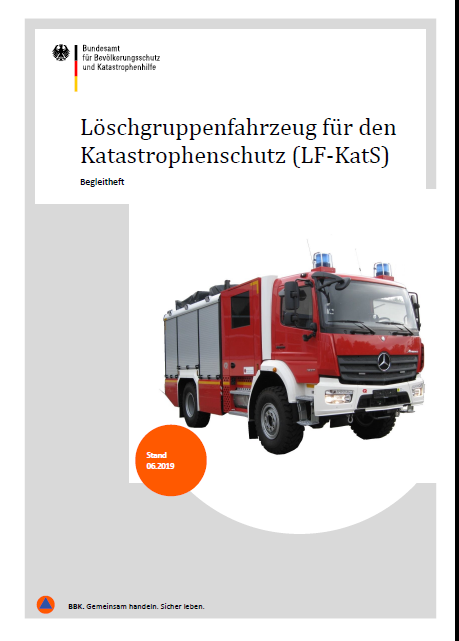 Bundesamt
für Bevölkerungsschutz
und Katastrophenhilfe
Löschgruppenfahrzeug für den
Katastrophenschutz (LF-KatS)
Begleitheft
Stand
06.2019
BBK. Gemeinsam handeln. Sicher leben.